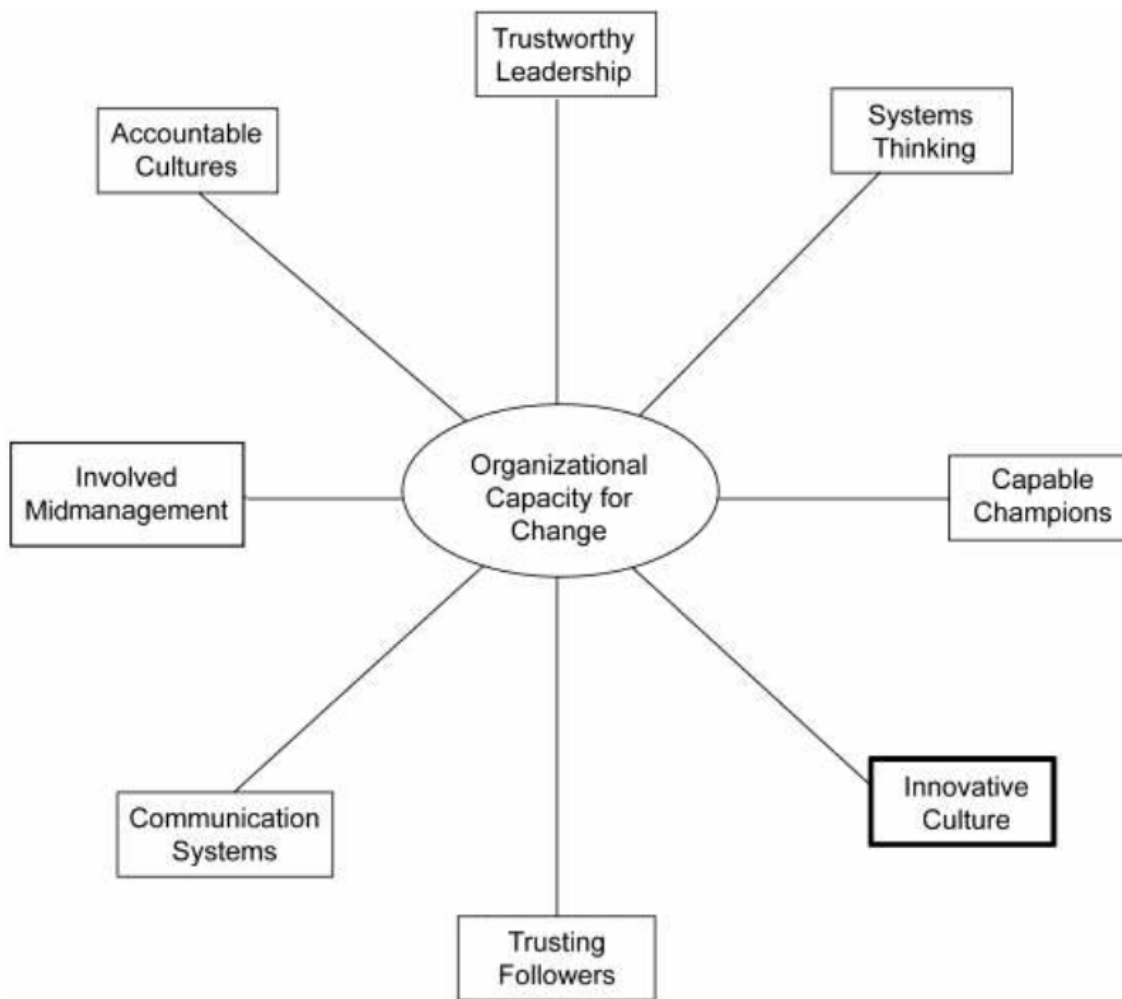 Trustworthy
Leadership
Accountable
Cultures
Systems
Thinking
Involved
Midmanagement
Organizational
Capacity for
Change
Capable
Champions
Communication
Systems
Innovative
Culture
Trusting
Followers